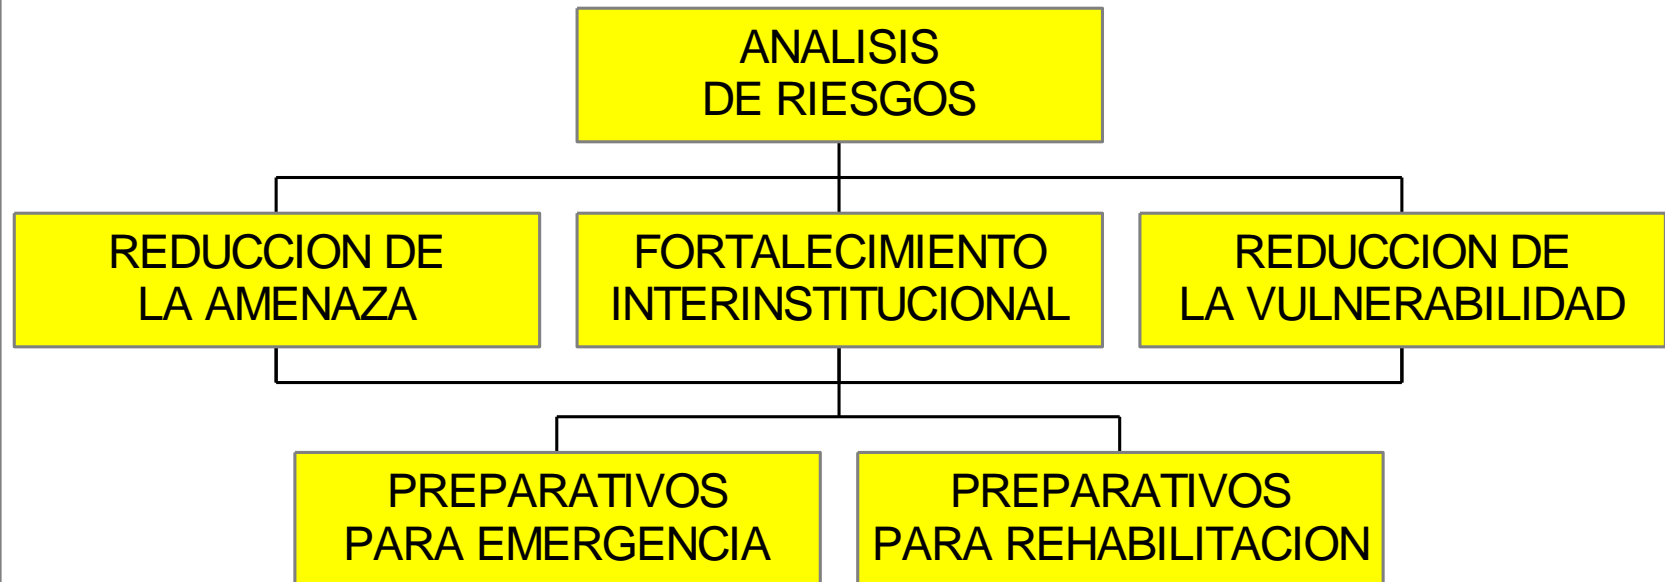 ANALISIS
DE RIESGOS
REDUCCION DE
LA AMENAZA
FORTALECIMIENTO
INTERINSTITUCIONAL
REDUCCION DE
LA VULNERABILIDAD
PREPARATIVOS
PARA EMERGENCIA
PREPARATIVOS
PARA REHABILITACION